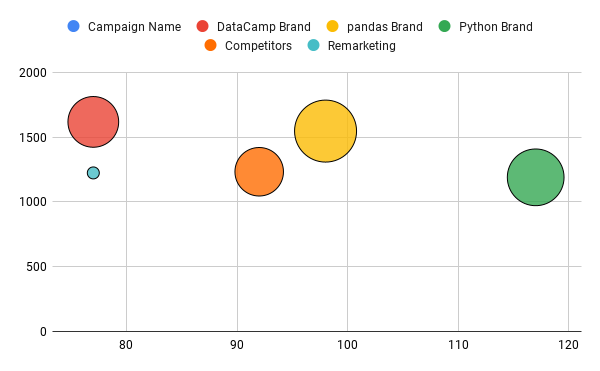 Campaign Name DataCamp Brand pandas Brand Python Brand
Competitors Remarketing
2000
1500
1000
500
0
80 90 100 110 120